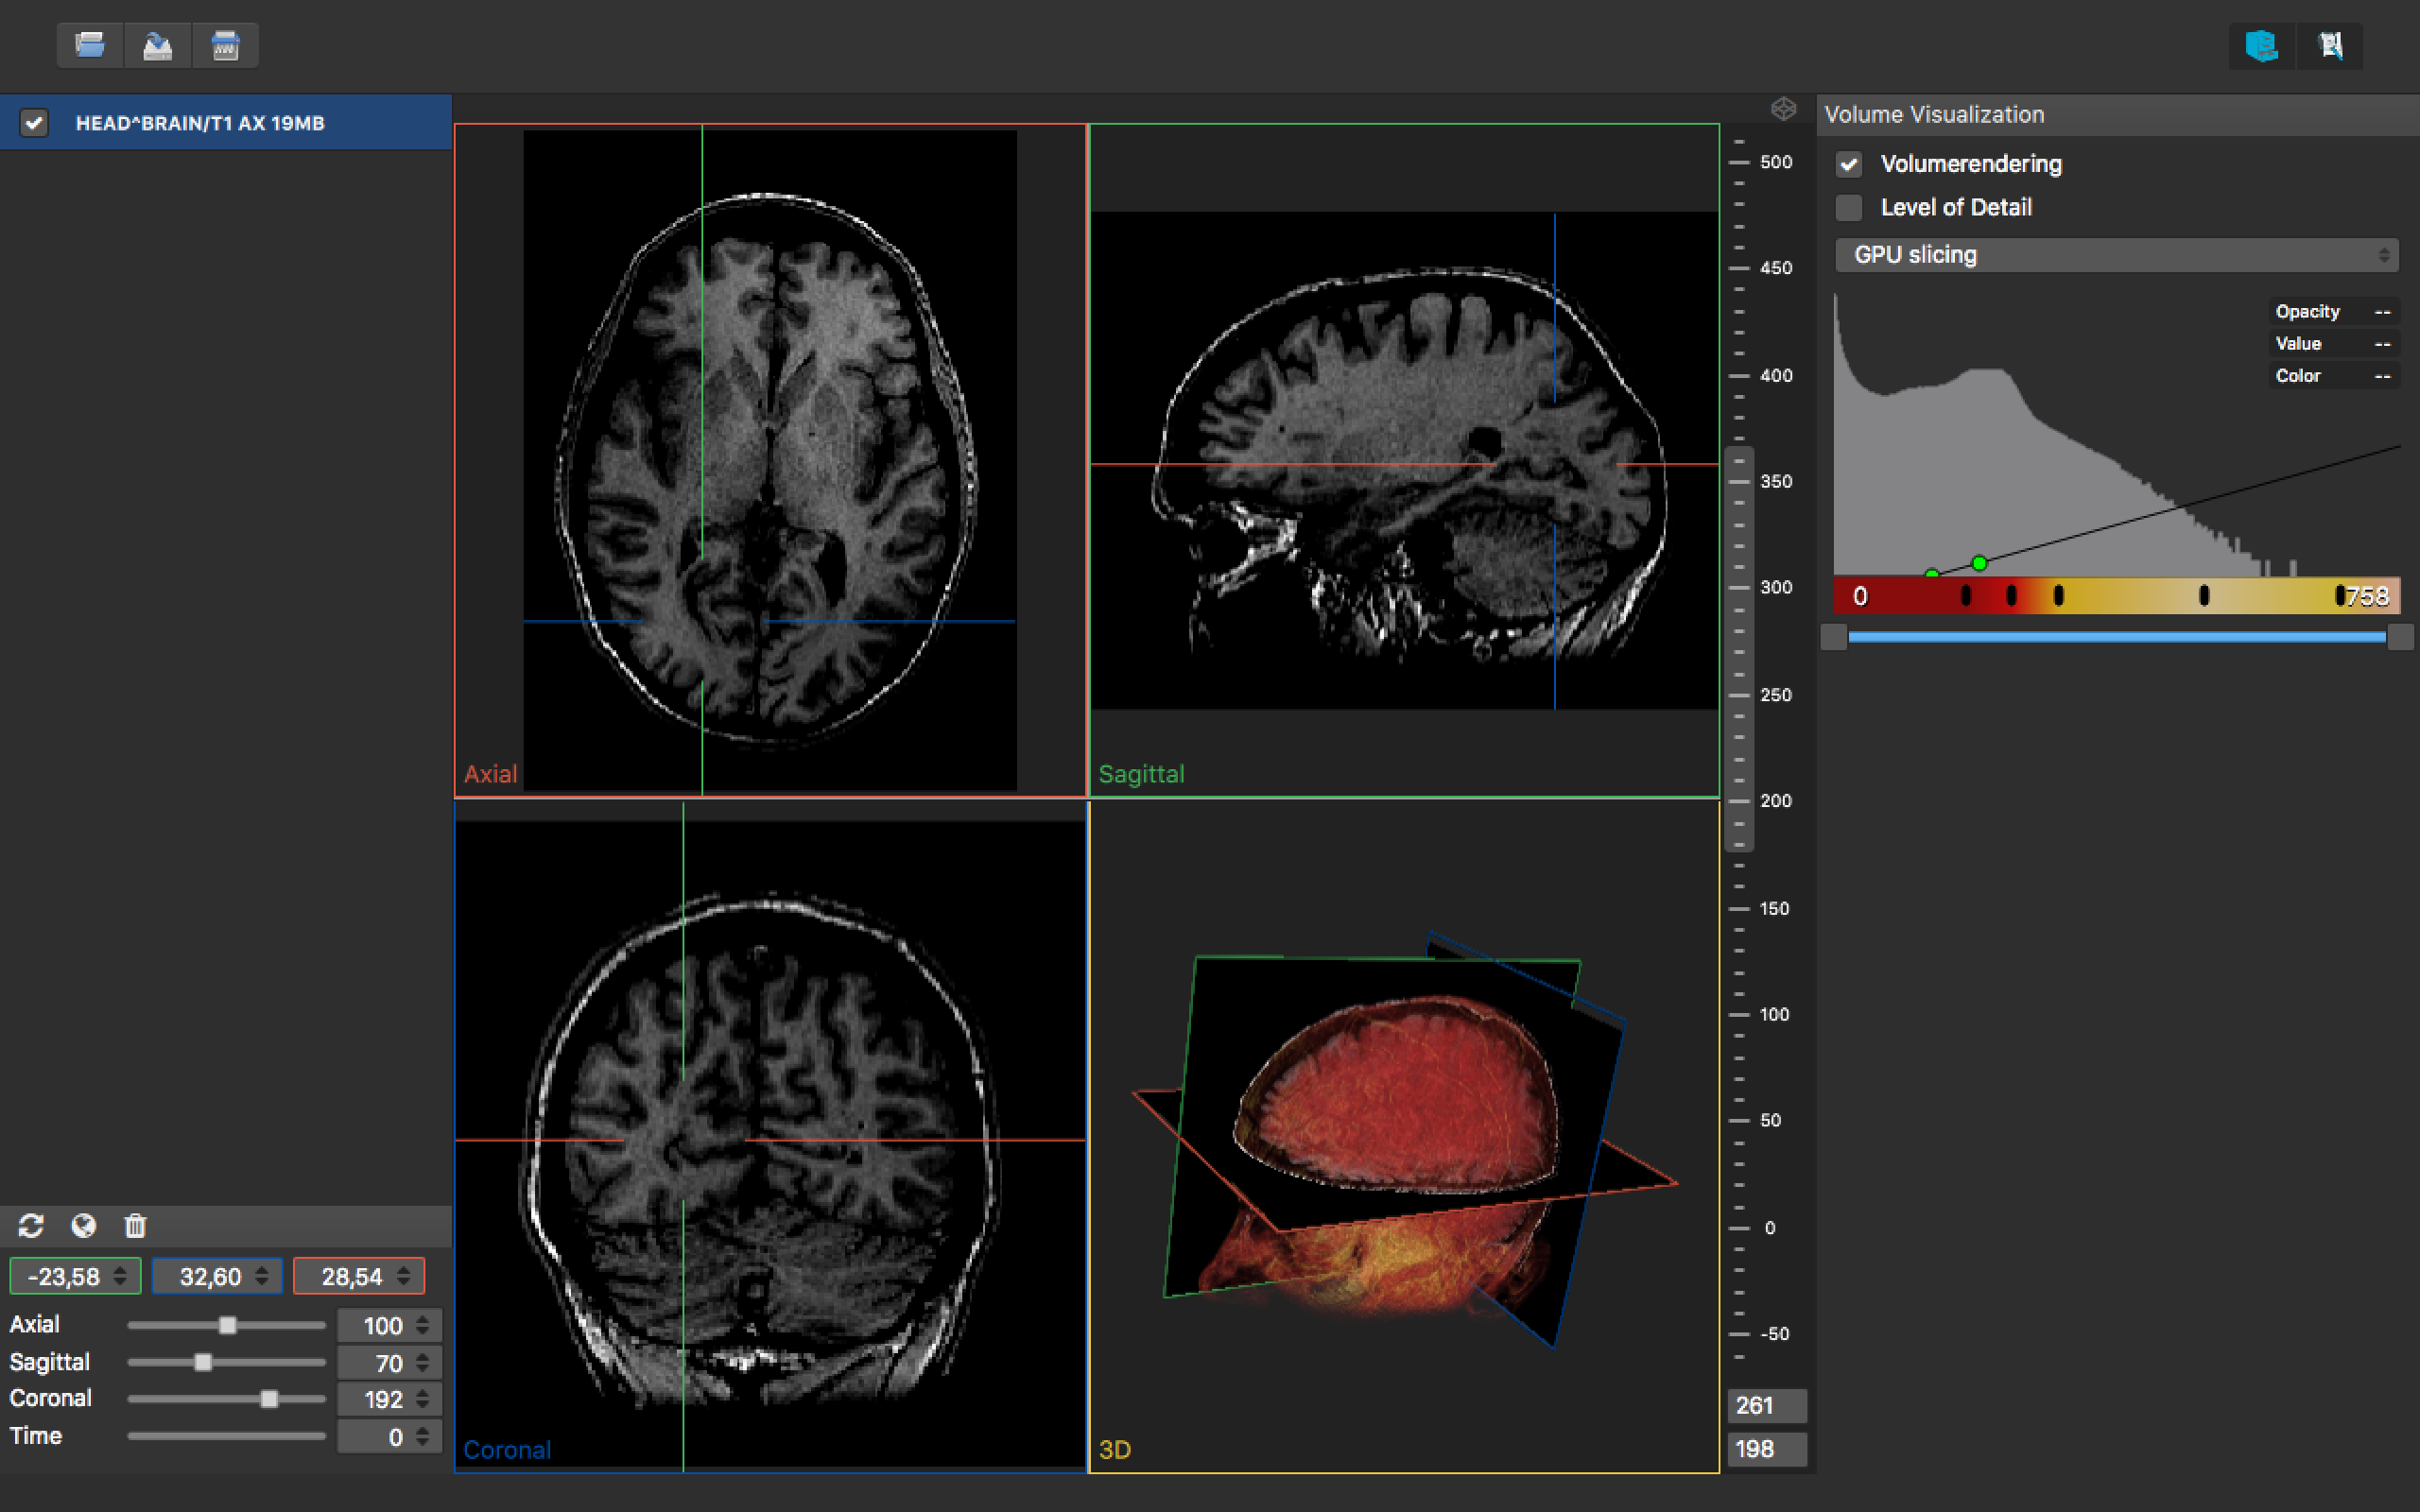 HEAD^BRAIN/T1 AX 19MB
-23,58 32,60 28,54
Axial 100
Sagittal 70
Coronal 192
Time 0
Axial
Sagittal
Coronal
3D
500
450
400
350
300
250
200
150
100
50
0
-50
261
198
Volume Visualization
Volumerendering
Level of Detail
GPU slicing
Opacity --
Value --
Color --
0 758